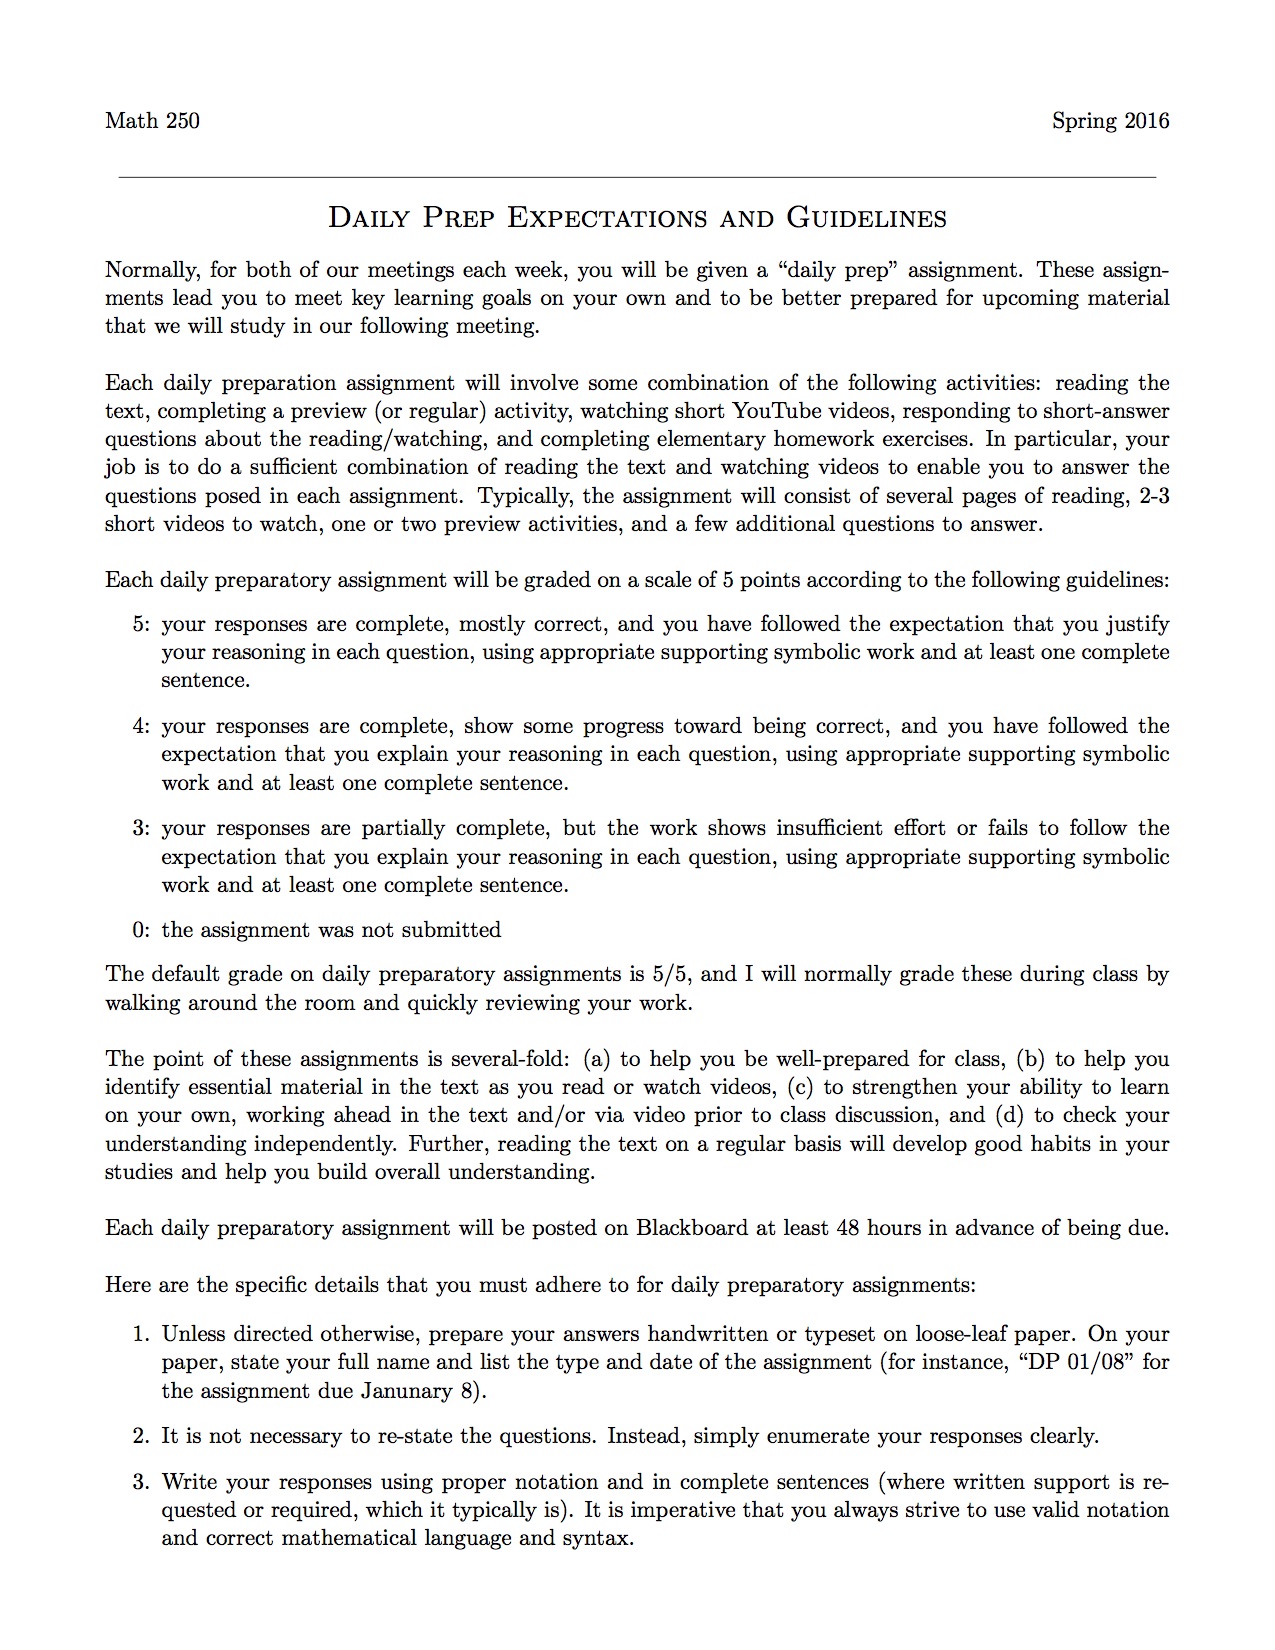 Math 250
Spring 2016
Daily Prep Expectations and Guidelines
Normally, for both of our meetings each week, you will be given a “daily prep” assignment. These assign-
ments lead you to meet key learning goals on your own and to be better prepared for upcoming material
that we will study in our following meeting.
Each daily preparation assignment will involve some combination of the following activities: reading the
text, completing a preview (or regular) activity, watching short YouTube videos, responding to short-answer
questions about the reading/watching, and completing elementary homework exercises. In particular, your
job is to do a sufficient combination of reading the text and watching videos to enable you to answer the
questions posed in each assignment. Typically, the assignment will consist of several pages of reading, 2-3
short videos to watch, one or two preview activities, and a few additional questions to answer.
Each daily preparatory assignment will be graded on a scale of 5 points according to the following guidelines:
5: your responses are complete, mostly correct, and you have followed the expectation that you justify
your reasoning in each question, using appropriate supporting symbolic work and at least one complete
sentence.
4: your responses are complete, show some progress toward being correct, and you have followed the
expectation that you explain your reasoning in each question, using appropriate supporting symbolic
work and at least one complete sentence.
3: your responses are partially complete, but the work shows insufficient effort or fails to follow the
expectation that you explain your reasoning in each question, using appropriate supporting symbolic
work and at least one complete sentence.
0: the assignment was not submitted
The default grade on daily preparatory assignments is 5/5, and I will normally grade these during class by
walking around the room and quickly reviewing your work.
The point of these assignments is several-fold: (a) to help you be well-prepared for class, (b) to help you
identify essential material in the text as you read or watch videos, (c) to strengthen your ability to learn
on your own, working ahead in the text and/or via video prior to class discussion, and (d) to check your
understanding independently. Further, reading the text on a regular basis will develop good habits in your
studies and help you build overall understanding.
Each daily preparatory assignment will be posted on Blackboard at least 48 hours in advance of being due.
Here are the specific details that you must adhere to for daily preparatory assignments:
1. Unless directed otherwise, prepare your answers handwritten or typeset on loose-leaf paper. On your
paper, state your full name and list the type and date of the assignment (for instance, “DP 01/08” for
the assignment due Janunary 8).
2. It is not necessary to re-state the questions. Instead, simply enumerate your responses clearly.
3. Write your responses using proper notation and in complete sentences (where written support is re-
quested or required, which it typically is). It is imperative that you always strive to use valid notation
and correct mathematical language and syntax.